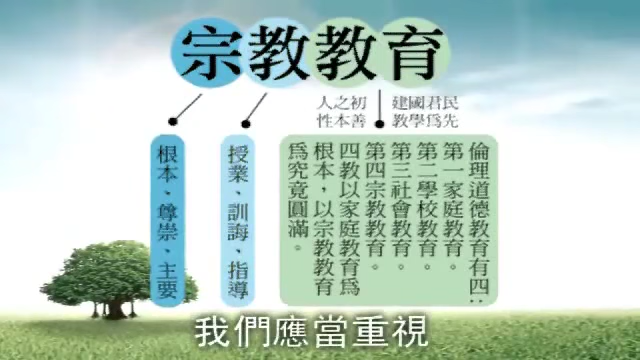 宗教教育
人之初
性本善
建國君民
教學爲先
根本、尊崇、主要
授業、訓誨、指導
倫理道德教育有四：
第一家庭教育。
第二學校教育。
第三社會教育。
第四宗教教育。
四教以家庭教育爲
根本，以宗教教育
爲究竟圓滿。
我們應當重視